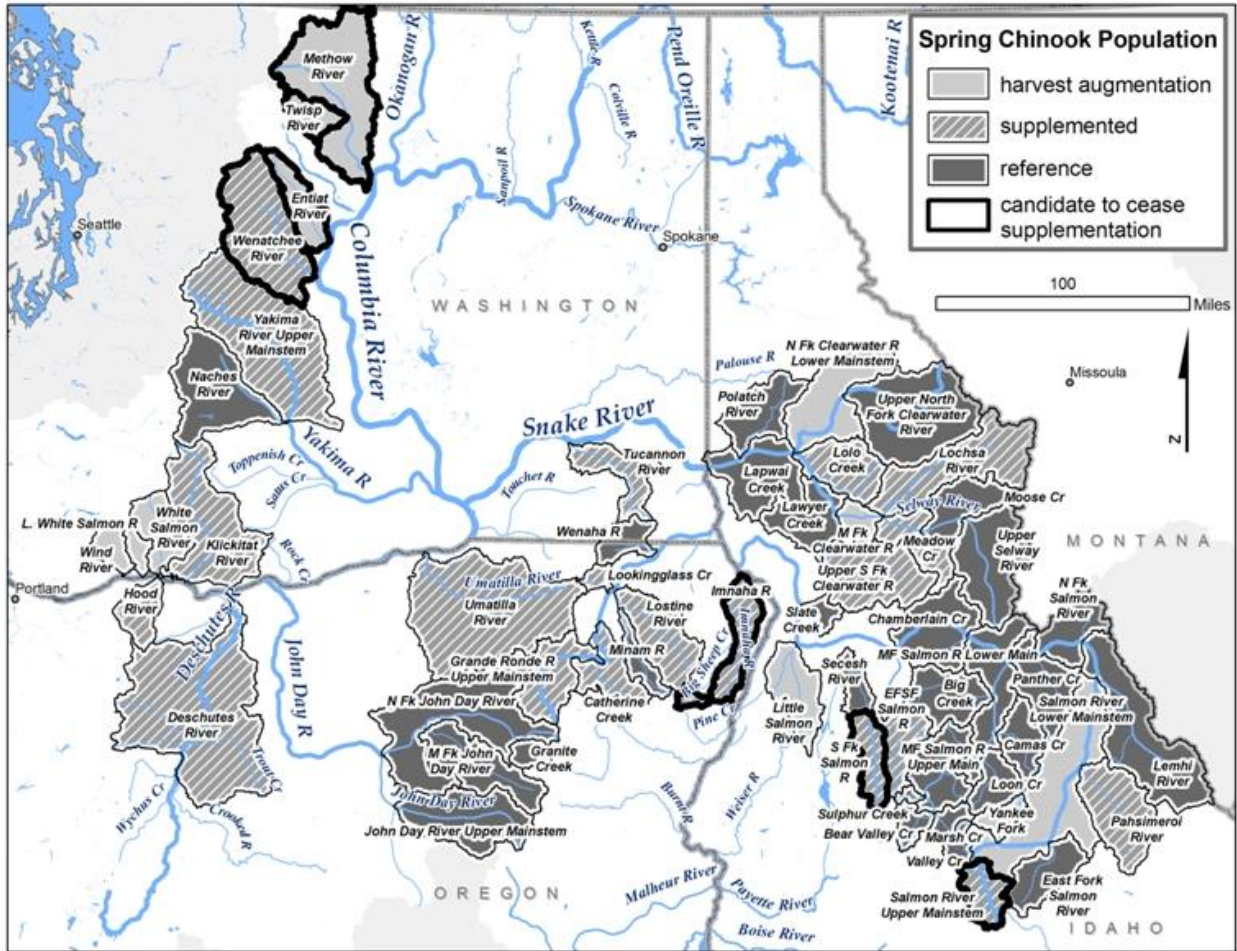 Spring Chinook Population
harvest augmentation
supplemented
reference
candidate to cease
supplementation
100
Miles
N
Methow
River
Twisp
River
Okanogan R
Kettle R
Colville R
Pend Oreille R
Kootenai R
Sanpoil R
Spokane River
Spokane
Seattle
Entiat
River
Wenatchee
River
Columbia River
WASHINGTON
Yakima
River Upper
Mainstem
Naches
River
Yakima R
Toppenish Cr
Satus Cr
Snake River
Palouse R
Touchet R
Tucannon
River
Wenaha R
N Fk Clearwater R
Lower Mainstem
Missoula
Potatch
River
Upper North
Fork Clearwater
River
Lapwai
Creek
Lolo
Creek
Lochsa
River
Lawyer
Creek
Selway River
Moose Cr
M Fk
Clearwater R
Meadow
Cr
Upper S Fk
Clearwater R
Upper
Selway
River
MONTANA
L. White Salmon R
White
Salmon
River
Wind
River
Klickitat
River
Rock Cr
Portland
Hood
River
Deschutes R
Deschutes
River
Trout Cr
Wychus Cr
Crooked R
John Day R
Umatilla River
Umatilla
River
Lookingglass Cr
Lostine
River
Minam R
Grande Ronde R
Upper Mainstem
Catherine
Creek
Imnaha R
Imnaha R
Big Sheep Cr
Pine Cr
N Fk John Day River
M Fk John
Day River
Granite
Creek
John Day River
John Day River Upper Mainstem
OREGON
Burnt R
Weiser R
Malheur River
Payette River
Boise River
Slate
Creek
Little
Salmon
River
Secesh
River
S Fk
Salmon
R
EFSF
Salmon
R
Chamberlain Cr
N Fk
Salmon
River
MF Salmon R Lower Main
Big
Creek
Panther Cr
Salmon River
Lower Mainstem
MF Salmon R
Upper Main
Camas Cr
Loon Cr
Lemhi
River
Sulphur Creek
Bear Valley Cr
Marsh Cr
Yankee
Fork
Pahsimeroi
River
Valley Cr
Salmon River
Upper Mainstem
East Fork
Salmon
River
IDAHO